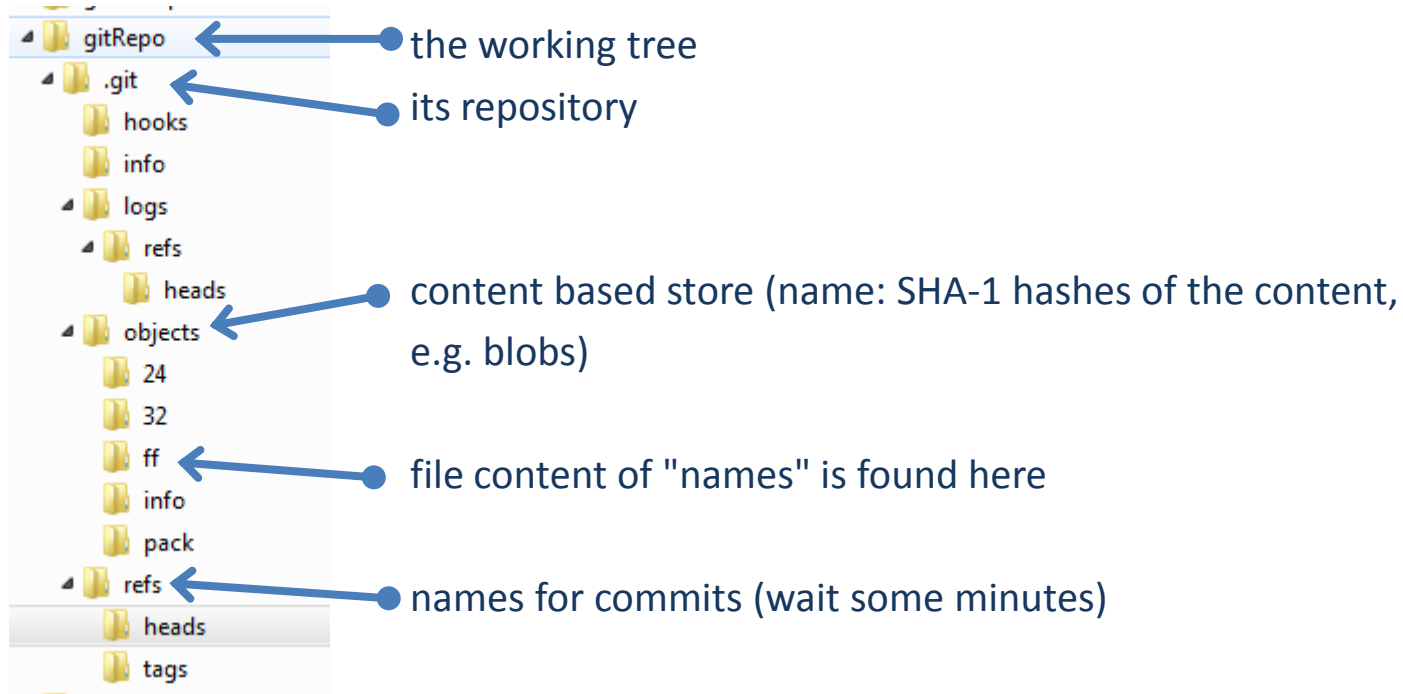 gitRepo
the working tree
.git
its repository
hooks
info
logs
refs
heads
content based store (name: SHA-1 hashes of the content,
objects
e.g. blobs)
24
32
ff
file content of "names" is found here
info
pack
refs
names for commits (wait some minutes)
heads
tags